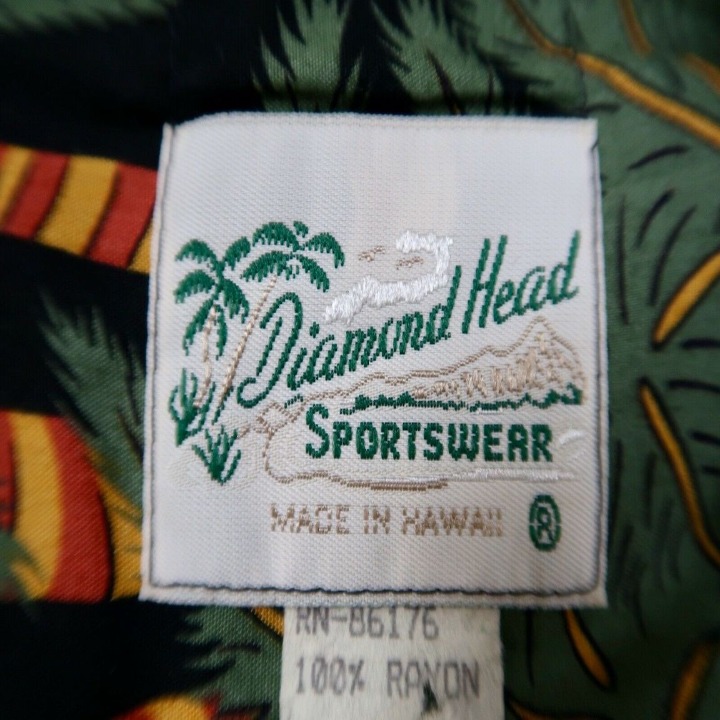 Diamond Head
SPORTSWEAR
MADE IN HAWAII ®
RN-86176
100% RAYON